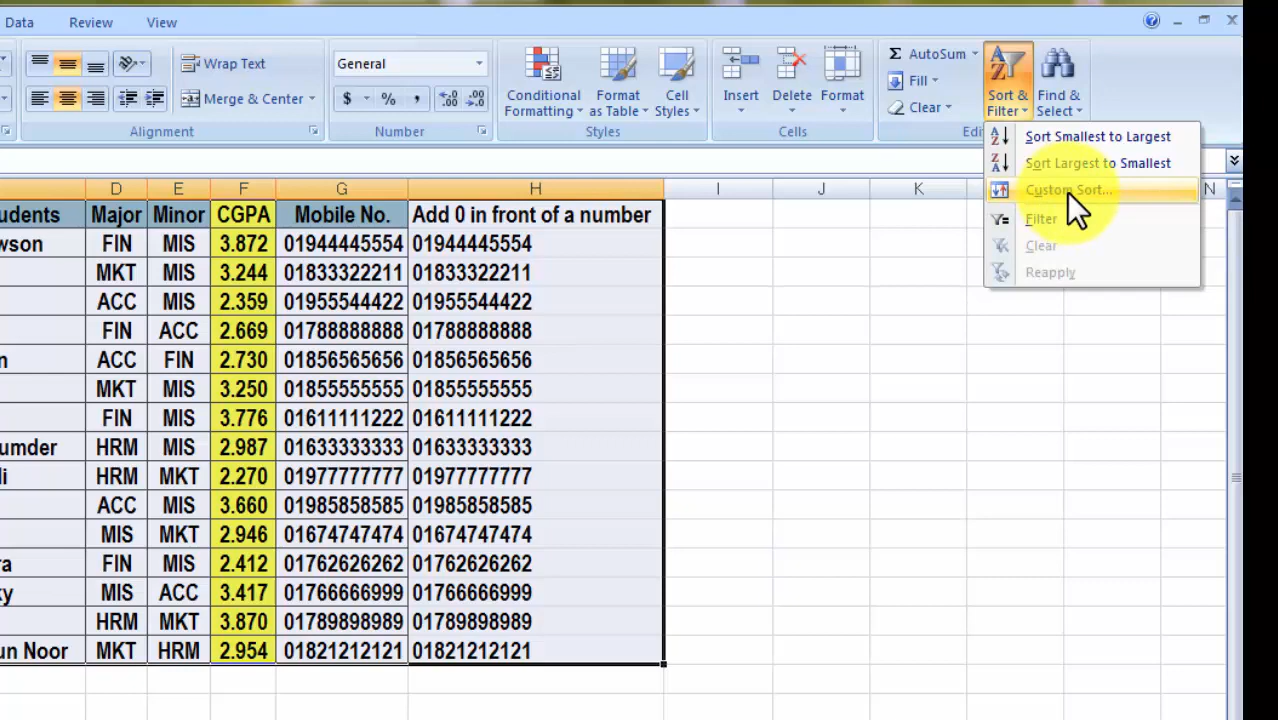 Data Review View
Wrap Text General AutoSum
Fill
Merge & Center $ % , Conditional Formatting Format as Table Cell Styles Insert Delete Format Clear Sort & Filter Find & Select
Alignment Number Styles Cells Edi
Sort Smallest to Largest
Sort Largest to Smallest
Custom Sort...
Filter
Clear
Reapply
D E F G H I J K N
udents Major Minor CGPA Mobile No. Add 0 in front of a number
wson FIN MIS 3.872 01944445554 01944445554
MKT MIS 3.244 01833322211 01833322211
ACC MIS 2.359 01955544422 01955544422
FIN ACC 2.669 01788888888 01788888888
n ACC FIN 2.730 01856565656 01856565656
MKT MIS 3.250 01855555555 01855555555
FIN MIS 3.776 01611111222 01611111222
umder HRM MIS 2.987 01633333333 01633333333
li HRM MKT 2.270 01977777777 01977777777
ACC MIS 3.660 01985858585 01985858585
MIS MKT 2.946 01674747474 01674747474
ra FIN MIS 2.412 01762626262 01762626262
ky MIS ACC 3.417 01766666999 01766666999
HRM MKT 3.870 01789898989 01789898989
un Noor MKT HRM 2.954 01821212121 01821212121